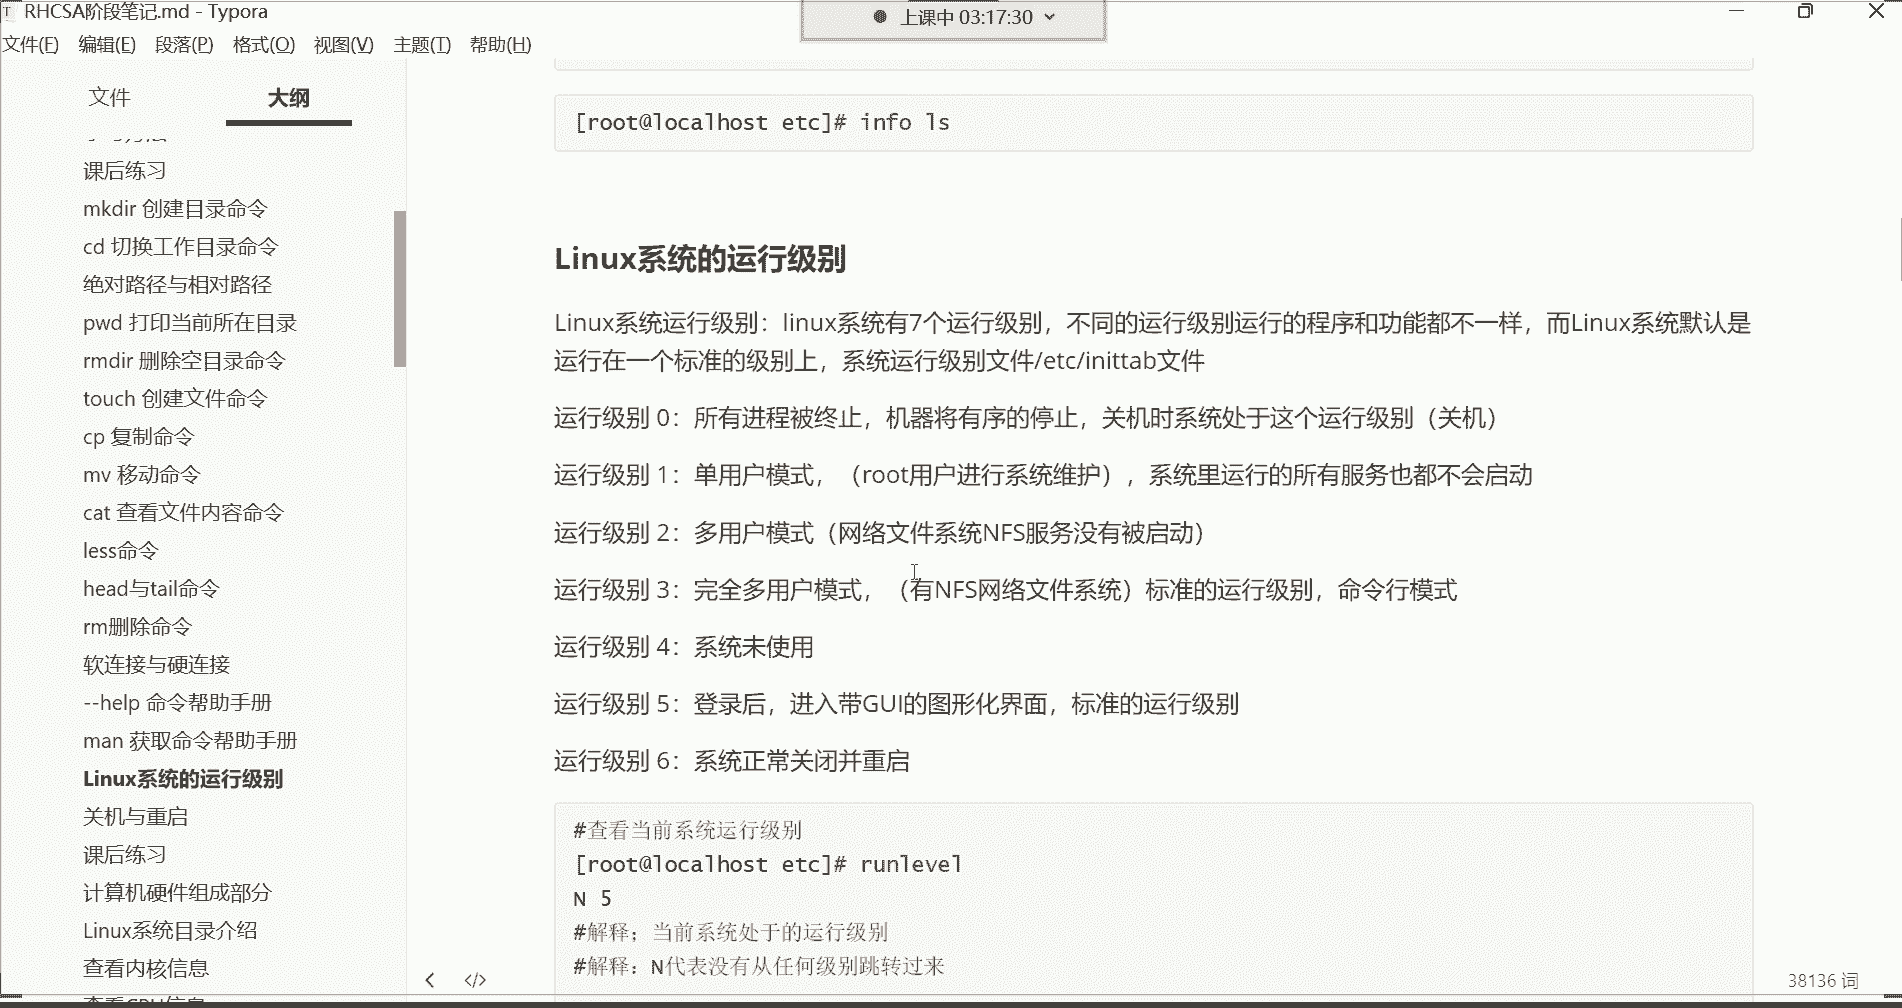 RHCSA阶段笔记.md - Typora
上课中 03:17:30
文件(F) 编辑(E) 段落(P) 格式(O) 视图(V) 主题(T) 帮助(H)
文件 大纲
课后练习
mkdir 创建目录命令
cd 切换工作目录命令
绝对路径与相对路径
pwd 打印当前所在目录
rmdir 删除空目录命令
touch 创建文件命令
cp 复制命令
mv 移动命令
cat 查看文件内容命令
less命令
head与tail命令
rm删除命令
软连接与硬连接
--help 命令帮助手册
man 获取命令帮助手册
Linux系统的运行级别
关机与重启
课后练习
计算机硬件组成部分
Linux系统目录介绍
查看内核信息
查看CPU信息
[root@localhost etc]# info ls
Linux系统的运行级别
Linux系统运行级别：linux系统有7个运行级别，不同的运行级别运行的程序和功能都不一样，而Linux系统默认是
运行在一个标准的级别上，系统运行级别文件/etc/inittab文件
运行级别 0：所有进程被终止，机器将有序的停止，关机时系统处于这个运行级别（关机）
运行级别 1：单用户模式，（root用户进行系统维护），系统里运行的所有服务也都不会启动
运行级别 2：多用户模式（网络文件系统NFS服务没有被启动）
运行级别 3：完全多用户模式，（有NFS网络文件系统）标准的运行级别，命令行模式
运行级别 4：系统未使用
运行级别 5：登录后，进入带GUI的图形化界面，标准的运行级别
运行级别 6：系统正常关闭并重启
#查看当前系统运行级别
[root@localhost etc]# runlevel
N 5
#解释；当前系统处于的运行级别
#解释：N代表没有从任何级别跳转过来
38136 词